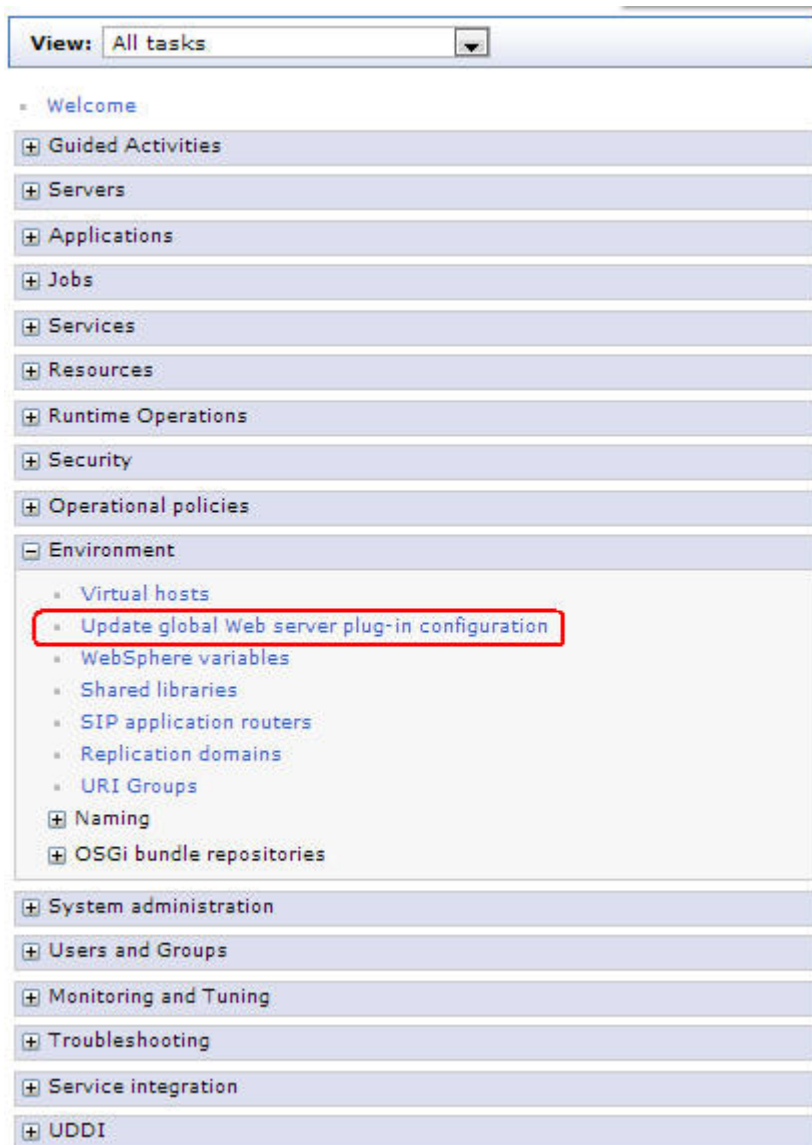 View: All tasks
Welcome
Guided Activities
Servers
Applications
Jobs
Services
Resources
Runtime Operations
Security
Operational policies
Environment
Virtual hosts
Update global Web server plug-in configuration
WebSphere variables
Shared libraries
SIP application routers
Replication domains
URI Groups
Naming
OSGi bundle repositories
System administration
Users and Groups
Monitoring and Tuning
Troubleshooting
Service integration
UDDI